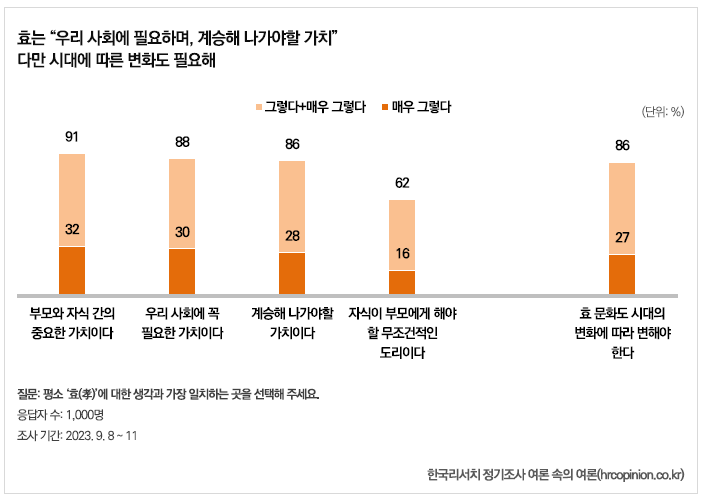 효는 “우리 사회에 필요하며, 계승해 나가야할 가치”
다만 시대에 따른 변화도 필요해
그렇다+매우 그렇다 매우 그렇다
(단위: %)
91 88 86 62 86
32 30 28 16 27
부모와 자식 간의
중요한 가치이다
우리 사회에 꼭
필요한 가치이다
계승해 나가야할
가치이다
자식이 부모에게 해야
할 무조건적인
도리이다
효 문화도 시대의
변화에 따라 변해야
한다
질문: 평소 ‘효(孝)’에 대한 생각과 가장 일치하는 곳을 선택해 주세요.
응답자 수: 1,000명
조사 기간: 2023. 9. 8 ~ 11
한국리서치 정기조사 여론 속의 여론(hrcopinion.co.kr)